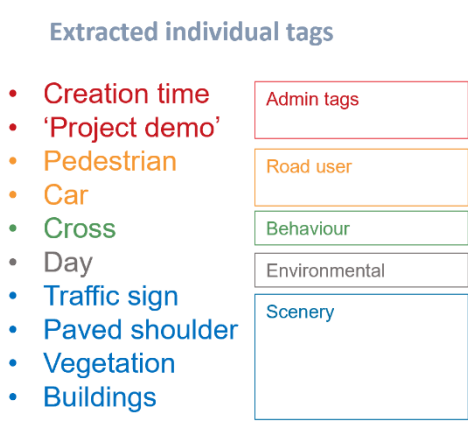 Extracted individual tags
• Creation time
• ‘Project demo’
• Pedestrian
• Car
• Cross
• Day
• Traffic sign
• Paved shoulder
• Vegetation
• Buildings
Admin tags
Road user
Behaviour
Environmental
Scenery